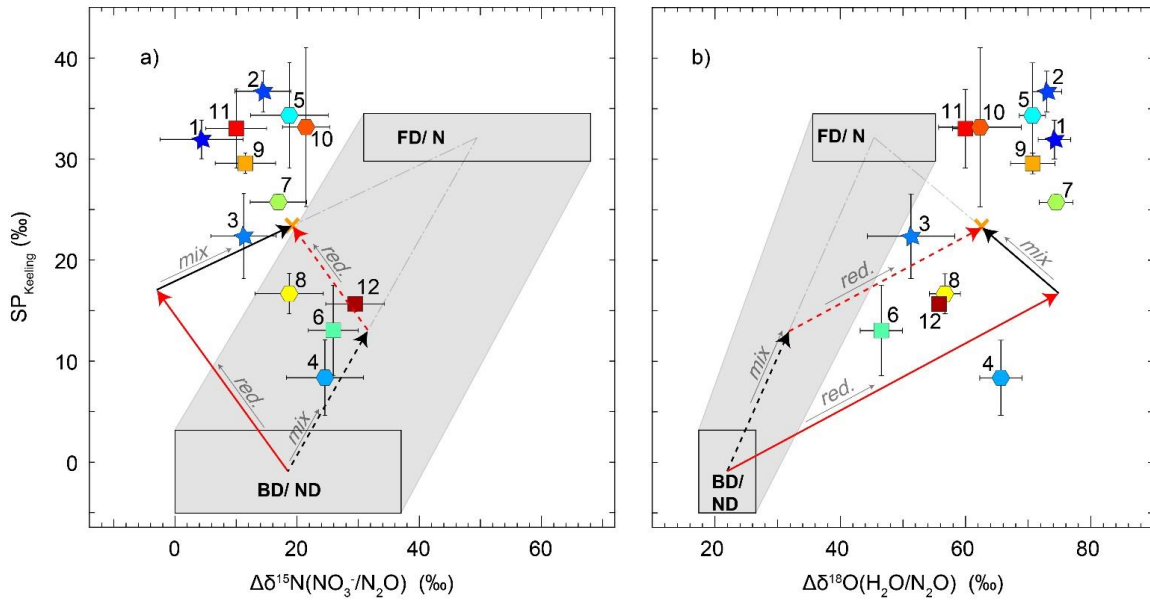 a)
40
30
20
10
0
SP_Keeling (‰)
2
5
11
1
10
9
7
3
8
12
6
4
FD/ N
BD/ ND
mix
red.
red.
mix
0 20 40 60
Δδ¹⁵N(NO₃⁻/N₂O) (‰)
b)
2
5
11
10
1
9
7
3
8
12
6
4
FD/ N
BD/
ND
red.
mix
mix
red.
20 40 60 80
Δδ¹⁸O(H₂O/N₂O) (‰)